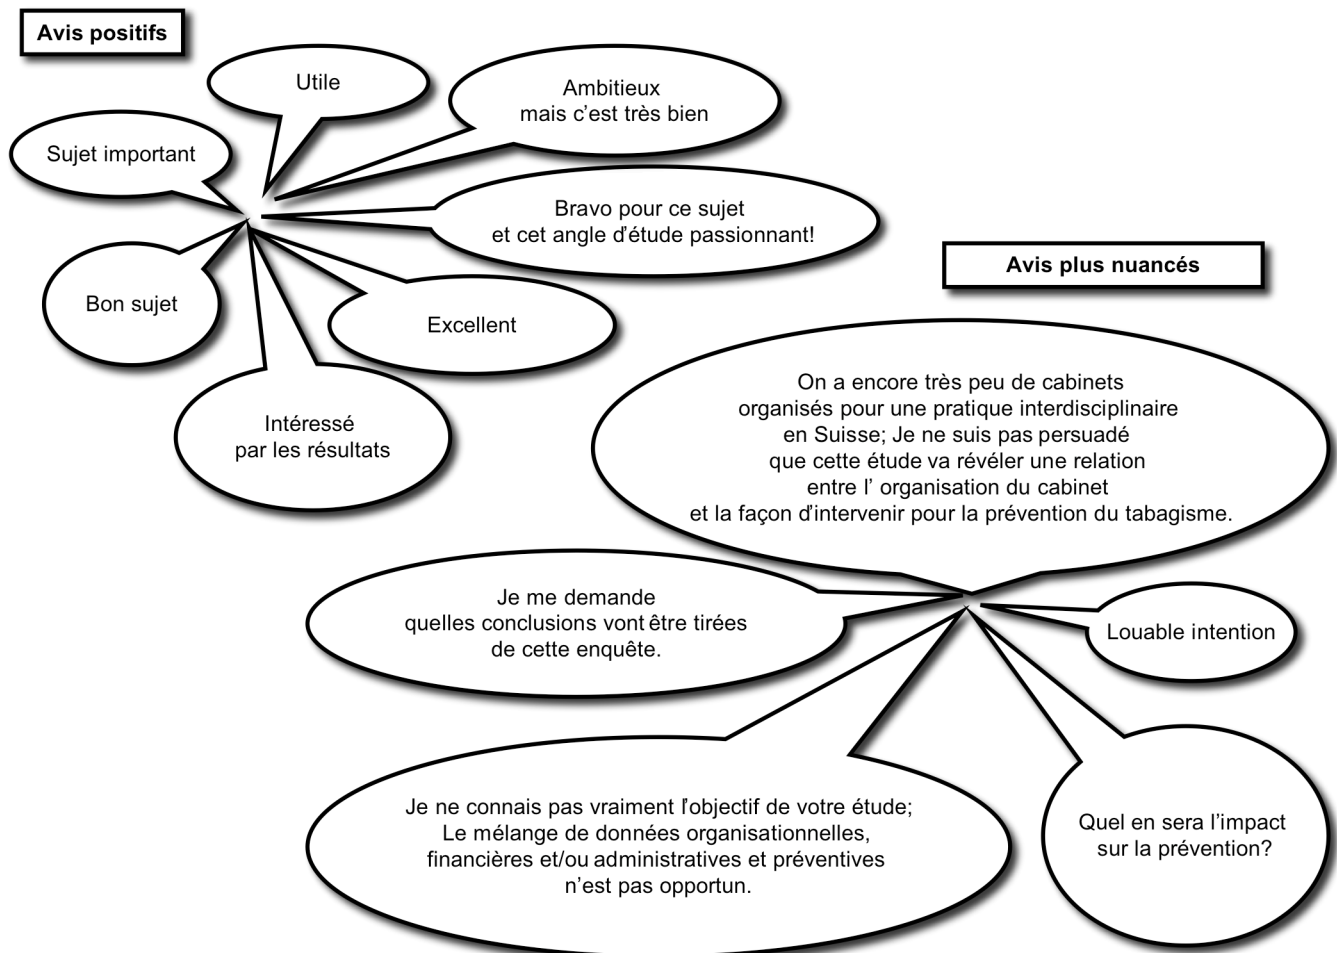 Avis positifs
Utile
Ambitieux
mais c'est très bien
Sujet important
Bravo pour ce sujet
et cet angle d'étude passionnant!
Bon sujet
Excellent
Intéressé
par les résultats
Avis plus nuancés
On a encore très peu de cabinets
organisés pour une pratique interdisciplinaire
en Suisse; Je ne suis pas persuadé
que cette étude va révéler une relation
entre l' organisation du cabinet
et la façon d'intervenir pour la prévention du tabagisme.
Je me demande
quelles conclusions vont être tirées
de cette enquête.
Louable intention
Je ne connais pas vraiment l'objectif de votre étude;
Le mélange de données organisationnelles,
financières et/ou administratives et préventives
n'est pas opportun.
Quel en sera l'impact
sur la prévention?